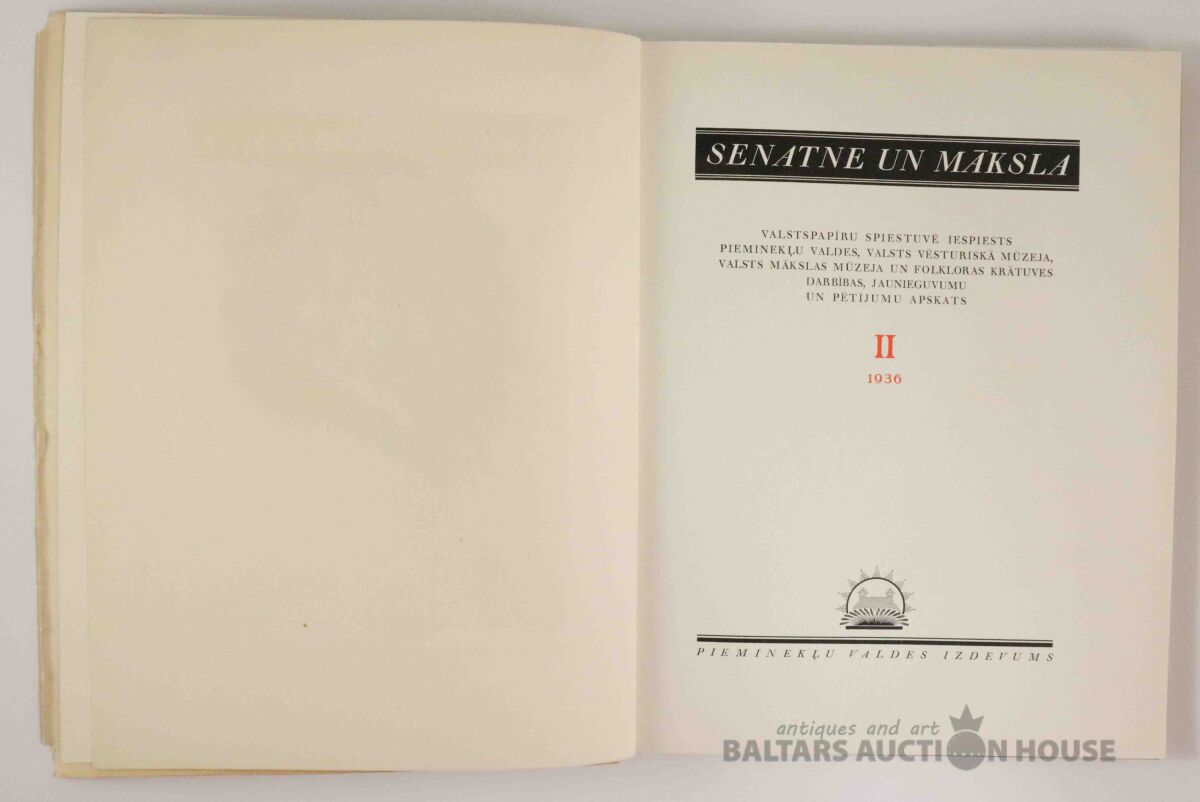 SENATNE UN MĀKSLA
VALSTSPAPĪRU SPIESTUVĒ IESPIESTS
PIEMINEKĻU VALDES, VALSTS VĒSTURISKĀ MŪZEJA,
VALSTS MĀKSLAS MŪZEJA UN FOLKLORAS KRĀTUVES
DARBĪBAS, JAUNIEGUVUMU
UN PĒTĪJUMU APSKATS
II
1936
PIEMINEKĻU VALDES IZDEVUMS
antiques and art
BALTARS AUCTION HOUSE